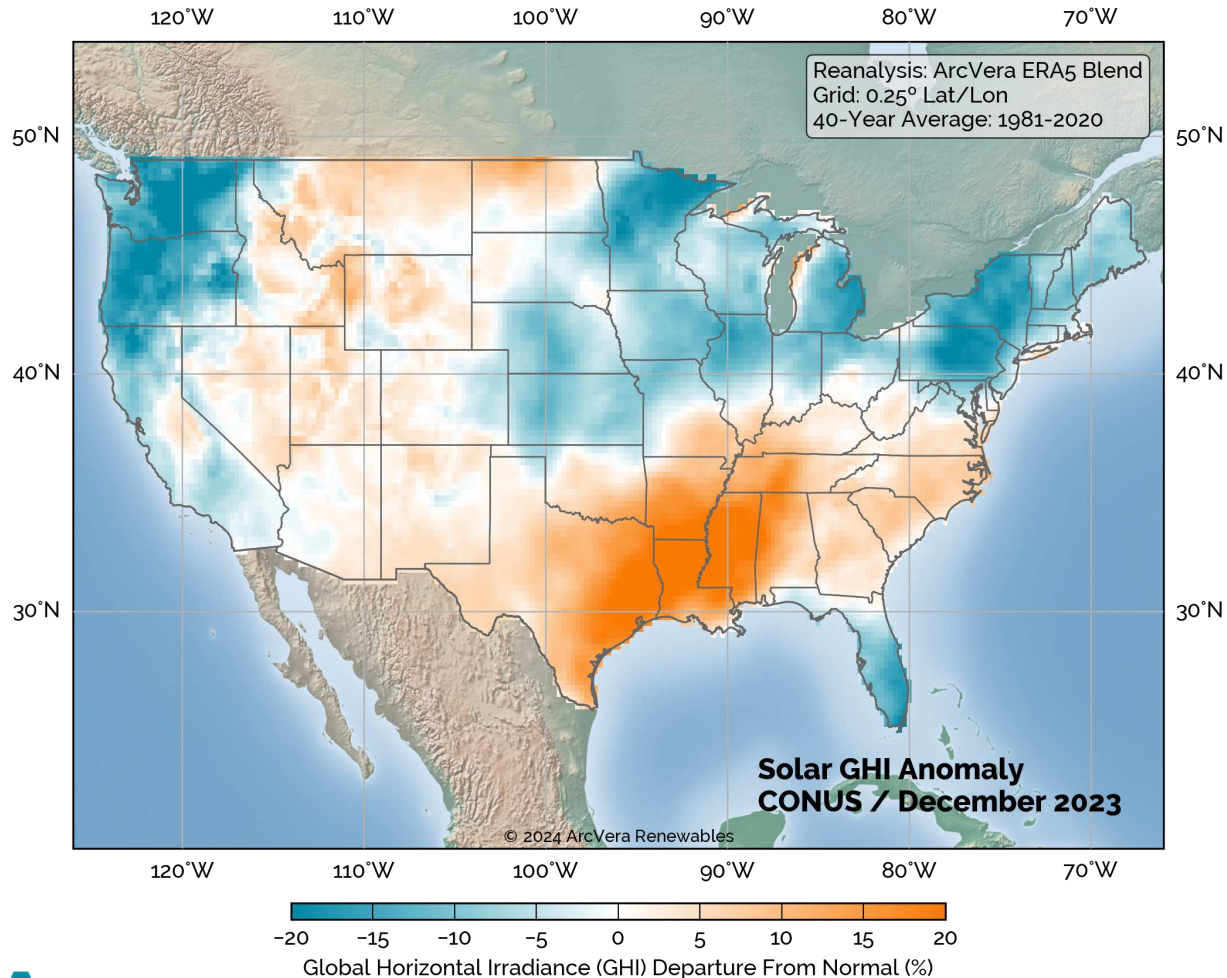 120°W 110°W 100°W 90°W 80°W 70°W
Reanalysis: ArcVera ERA5 Blend
Grid: 0.25° Lat/Lon
40-Year Average: 1981-2020
50°N 50°N
40°N 40°N
30°N 30°N
Solar GHI Anomaly
CONUS / December 2023
© 2024 ArcVera Renewables
120°W 110°W 100°W 90°W 80°W 70°W
−20 −15 −10 −5 0 5 10 15 20
Global Horizontal Irradiance (GHI) Departure From Normal (%)